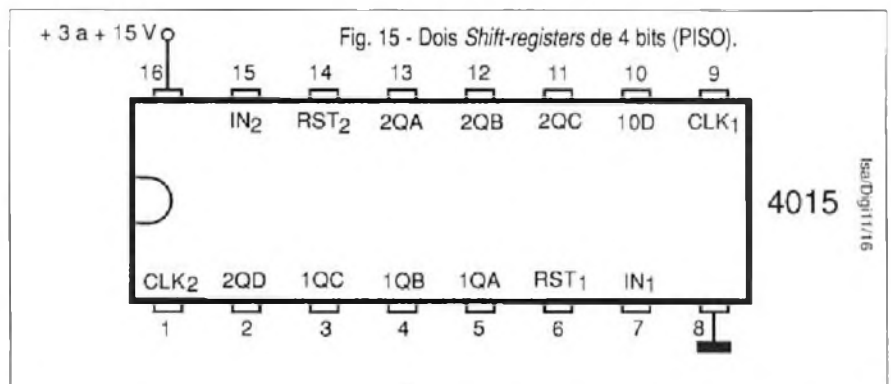 + 3 a + 15 V
Fig. 15 - Dois Shift-registers de 4 bits (PISO).
16 15 14 13 12 11 10 9
IN2 RST2 2QA 2QB 2QC 10D CLK1
4015
Isa/Digi11/16
CLK2 2QD 1QC 1QB 1QA RST1 IN1
1 2 3 4 5 6 7 8